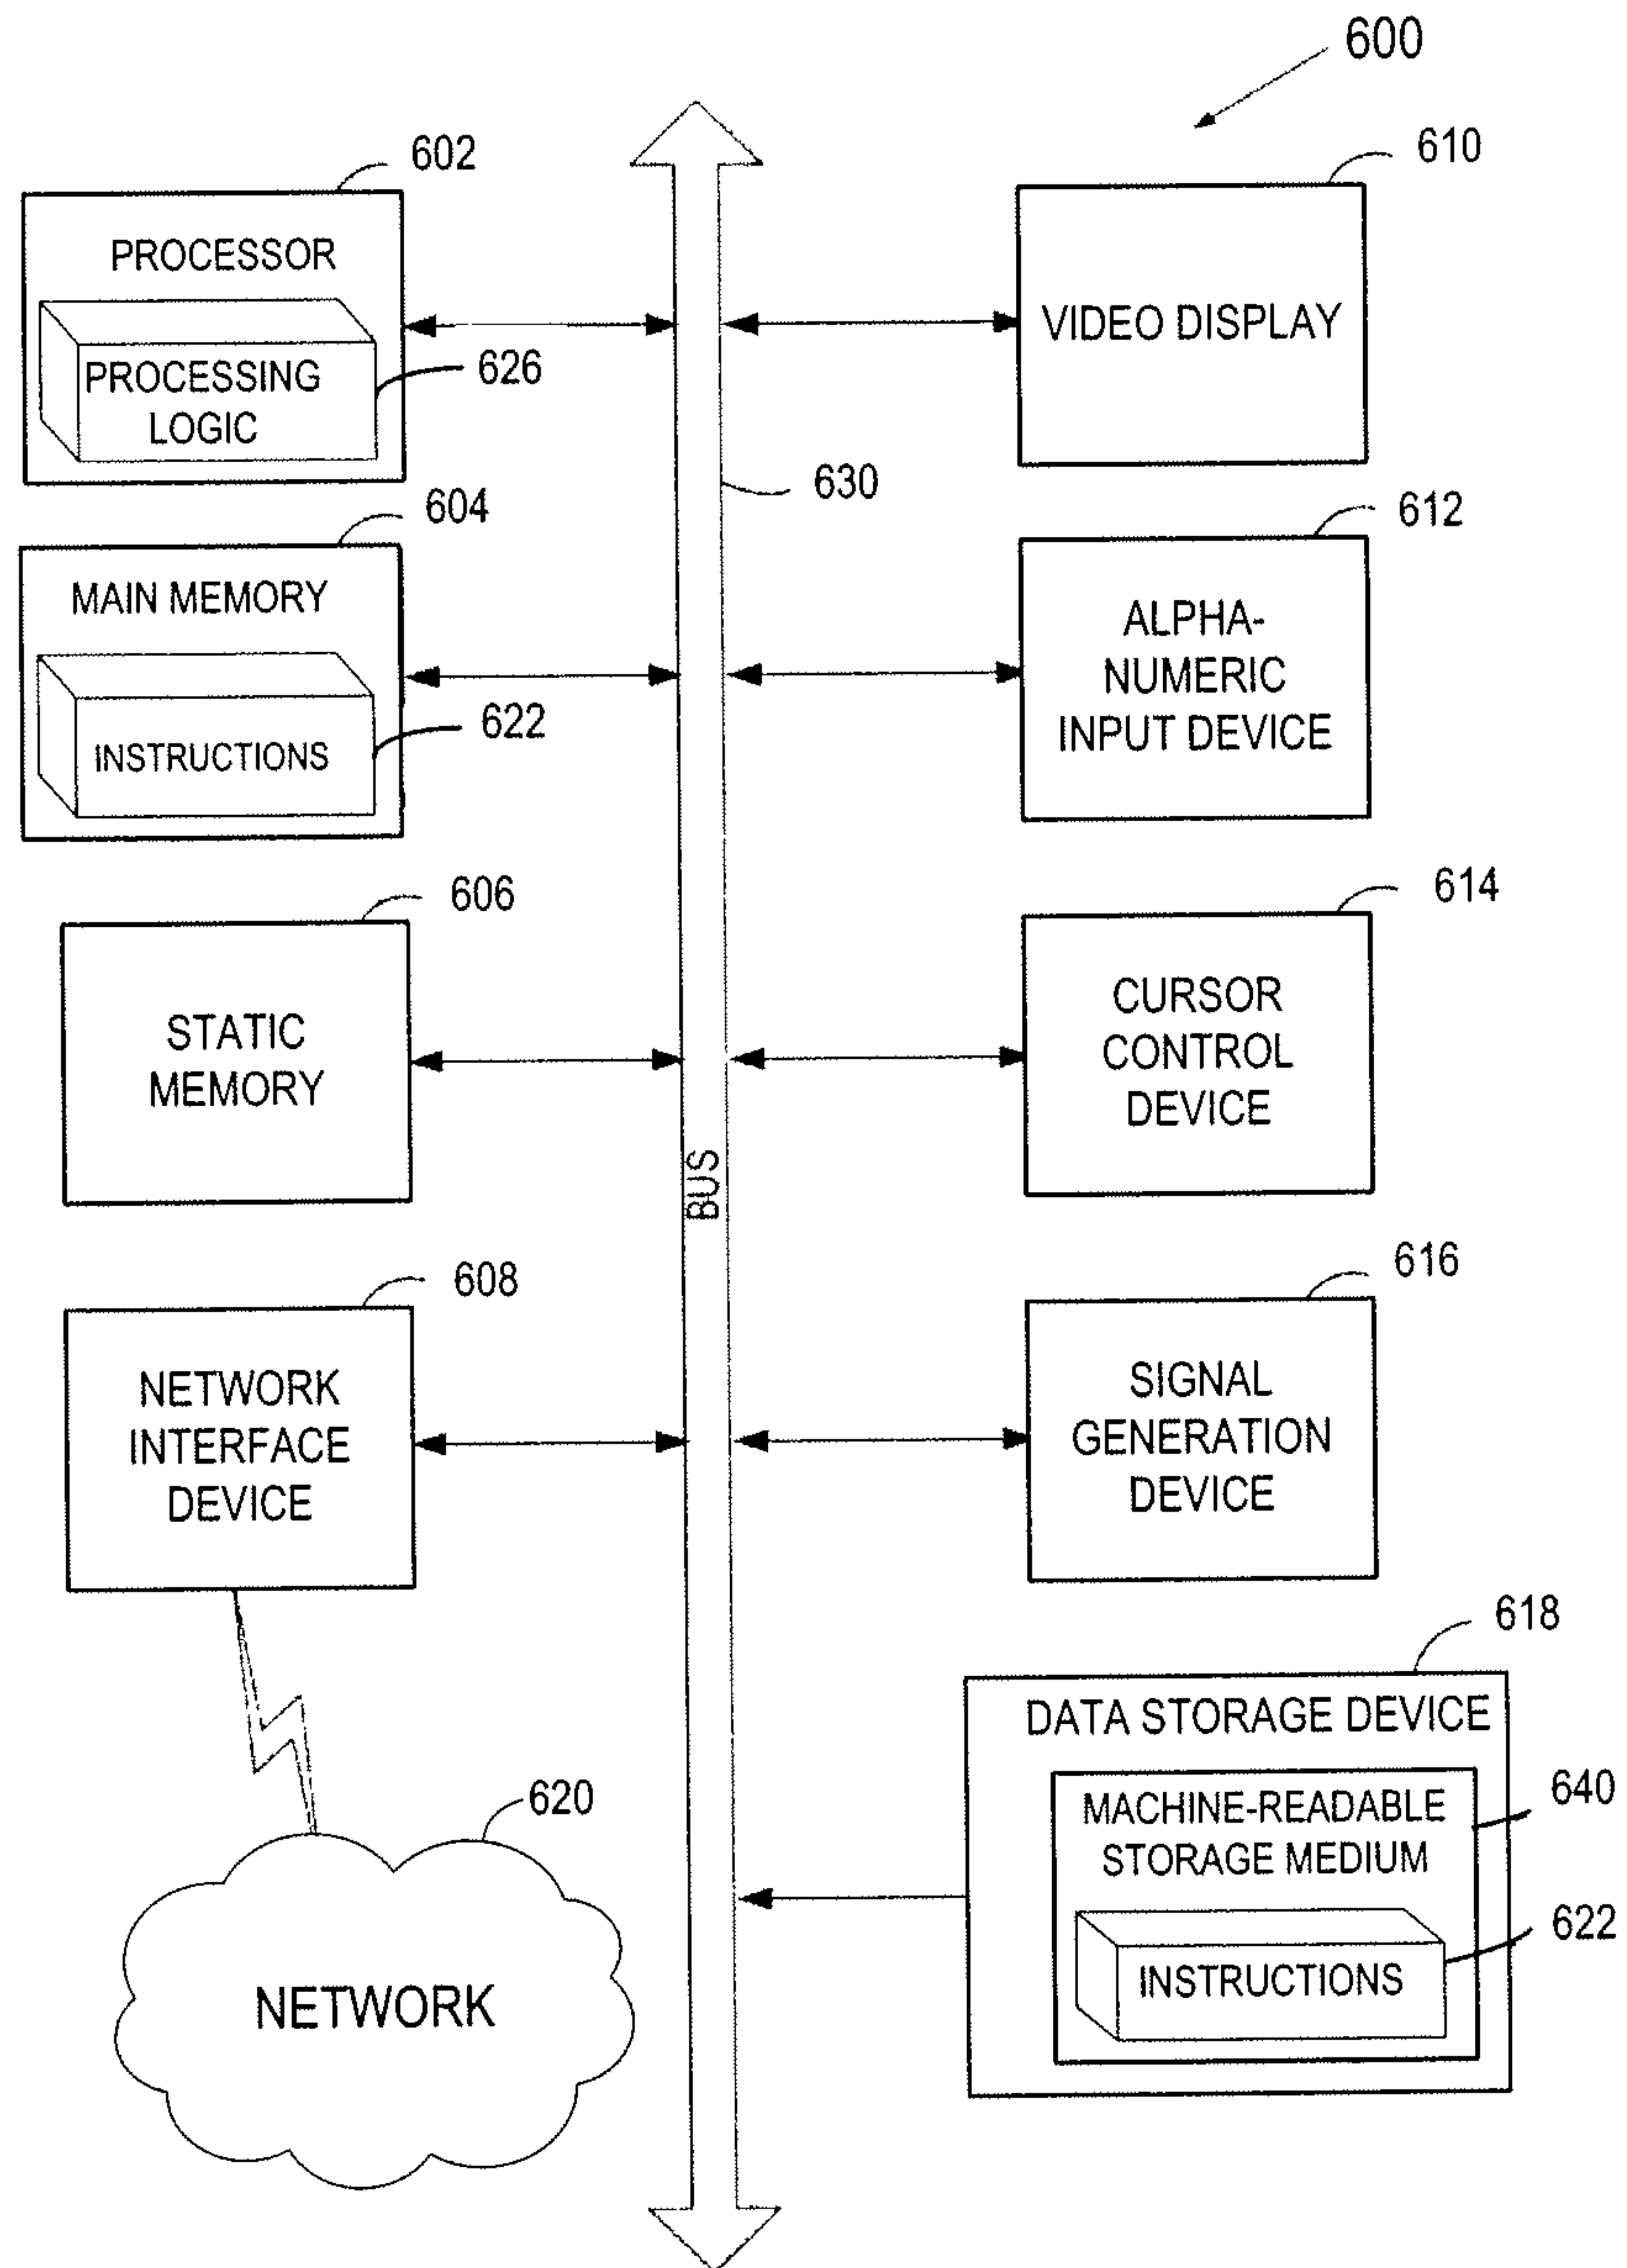 600
602
PROCESSOR
PROCESSING
LOGIC
626
610
VIDEO DISPLAY
630
604
MAIN MEMORY
INSTRUCTIONS
622
612
ALPHA-
NUMERIC
INPUT DEVICE
606
STATIC
MEMORY
614
CURSOR
CONTROL
DEVICE
BUS
608
NETWORK
INTERFACE
DEVICE
616
SIGNAL
GENERATION
DEVICE
618
DATA STORAGE DEVICE
640
MACHINE-READABLE
STORAGE MEDIUM
622
INSTRUCTIONS
620
NETWORK